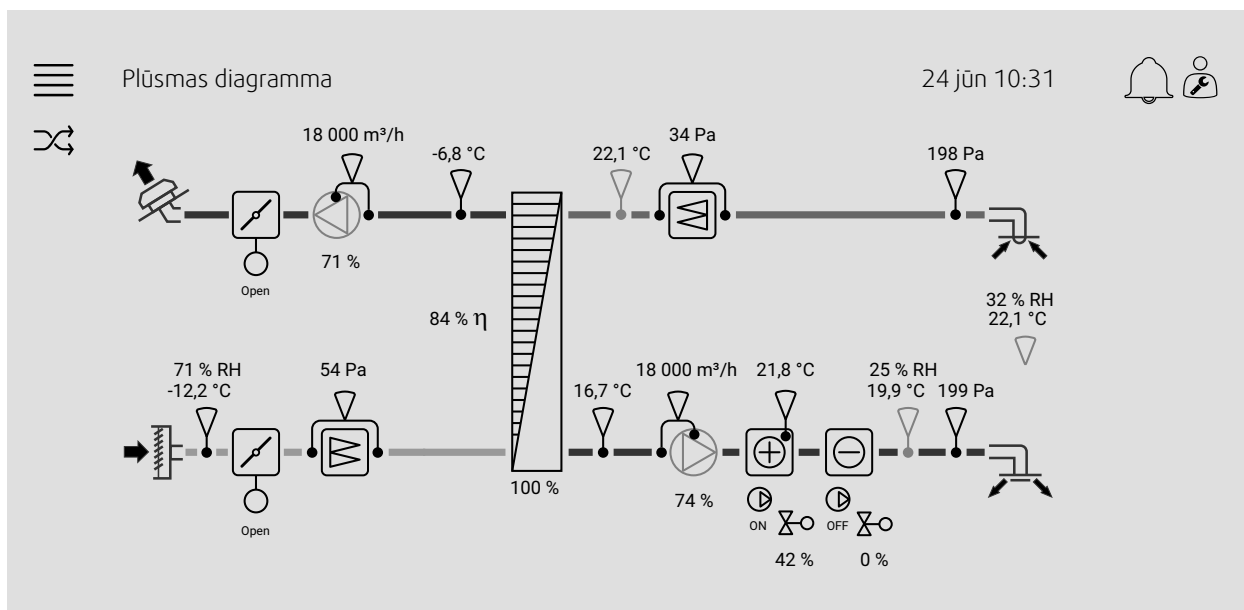 Plūsmas diagramma
24 jūn 10:31
18 000 m³/h
-6,8 °C
22,1 °C
34 Pa
198 Pa
71 %
Open
84 % η
32 % RH
22,1 °C
71 % RH
-12,2 °C
54 Pa
16,7 °C
18 000 m³/h
21,8 °C
25 % RH
19,9 °C
199 Pa
100 %
74 %
Open
ON
42 %
OFF
0 %